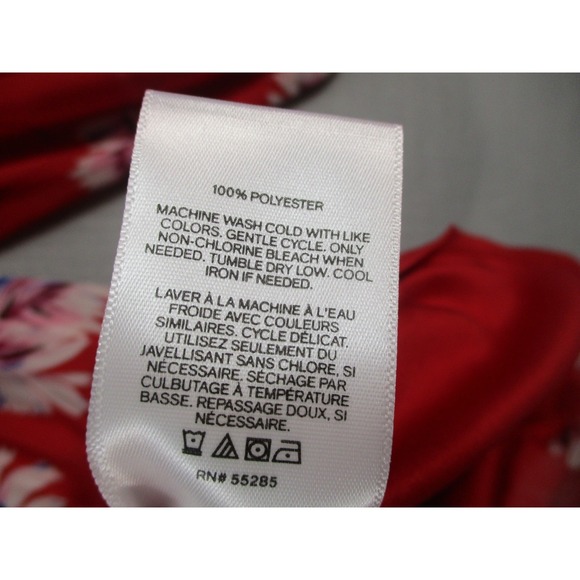 100% POLYESTER
MACHINE WASH COLD WITH LIKE
COLORS. GENTLE CYCLE. ONLY
NON-CHLORINE BLEACH WHEN
NEEDED. TUMBLE DRY LOW. COOL
IRON IF NEEDED.
LAVER À LA MACHINE À L'EAU
FROIDE AVEC COULEURS
SIMILAIRES. CYCLE DÉLICAT.
UTILISEZ SEULEMENT DU
JAVELLISANT SANS CHLORE, SI
NÉCESSAIRE. SÉCHAGE PAR
CULBUTAGE À TEMPÉRATURE
BASSE. REPASSAGE DOUX, SI
NÉCESSAIRE.
RN# 55285